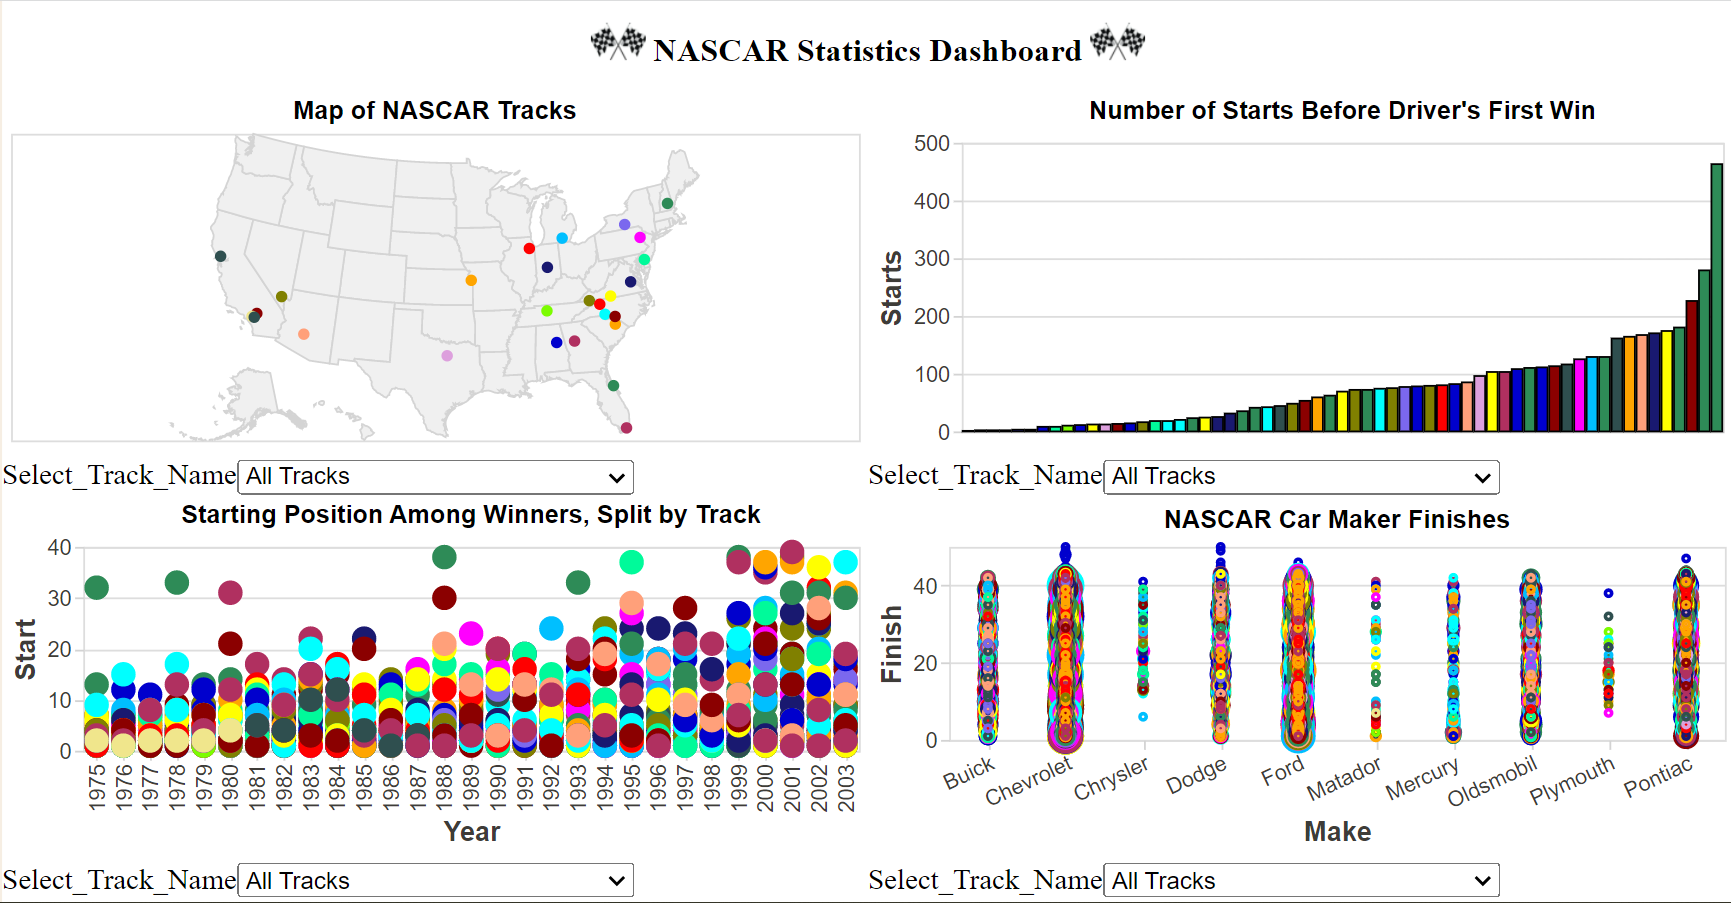 NASCAR Statistics Dashboard
Map of NASCAR Tracks
Select_Track_Name All Tracks
Number of Starts Before Driver's First Win
Starts
500
400
300
200
100
0
Select_Track_Name All Tracks
Starting Position Among Winners, Split by Track
Start
40
30
20
10
0
1975 1976 1977 1978 1979 1980 1981 1982 1983 1984 1985 1986 1987 1988 1989 1990 1991 1992 1993 1994 1995 1996 1997 1998 1999 2000 2001 2002 2003
Year
Select_Track_Name All Tracks
NASCAR Car Maker Finishes
Finish
40
20
0
Buick Chevrolet Chrysler Dodge Ford Matador Mercury Oldsmobil Plymouth Pontiac
Make
Select_Track_Name All Tracks